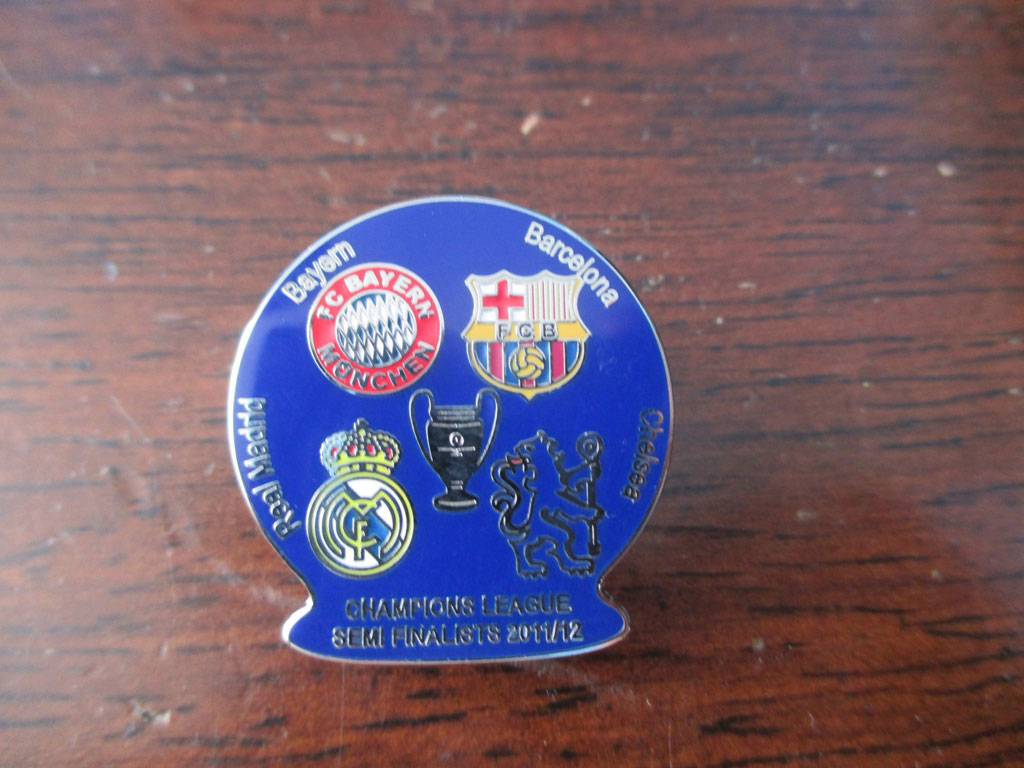 Bayern
Barcelona
FC BAYERN
MÜNCHEN
FCB
Real Madrid
Chelsea
CHAMPIONS LEAGUE
SEMI FINALISTS 2011/12